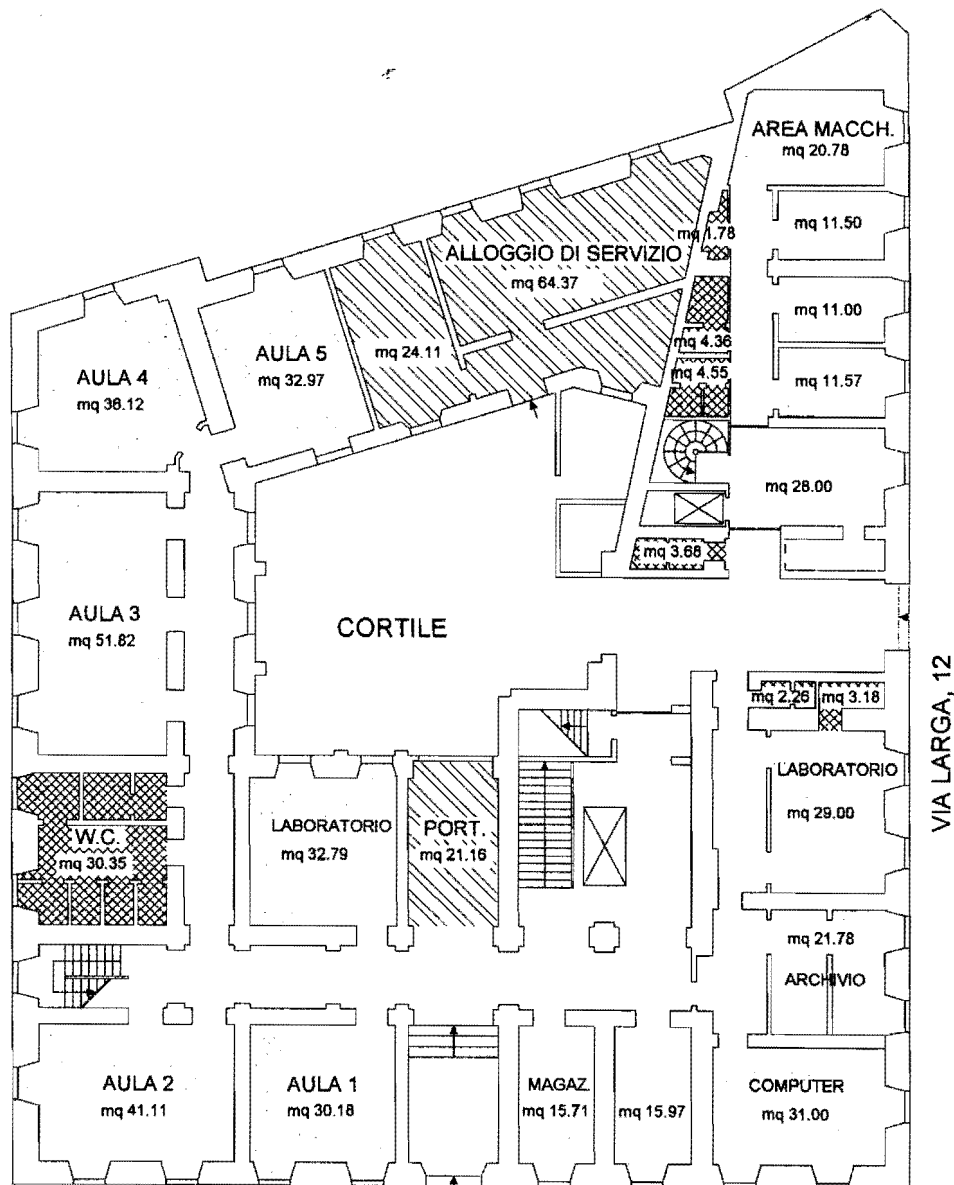 AREA MACCH.
mq 20.78
mq 1.78
mq 11.50
ALLOGGIO DI SERVIZIO
mq 64.37
mq 11.00
mq 4.36
mq 24.11
AULA 5
mq 32.97
AULA 4
mq 38.12
mq 4.55
mq 11.57
mq 28.00
mq 3.68
AULA 3
mq 51.82
CORTILE
VIA LARGA, 12
mq 2.26
mq 3.18
LABORATORIO
mq 29.00
LABORATORIO
mq 32.79
PORT.
mq 21.16
W.C.
mq 30.35
mq 21.78
ARCHIVIO
AULA 2
mq 41.11
AULA 1
mq 30.18
MAGAZ.
mq 15.71
mq 15.97
COMPUTER
mq 31.00